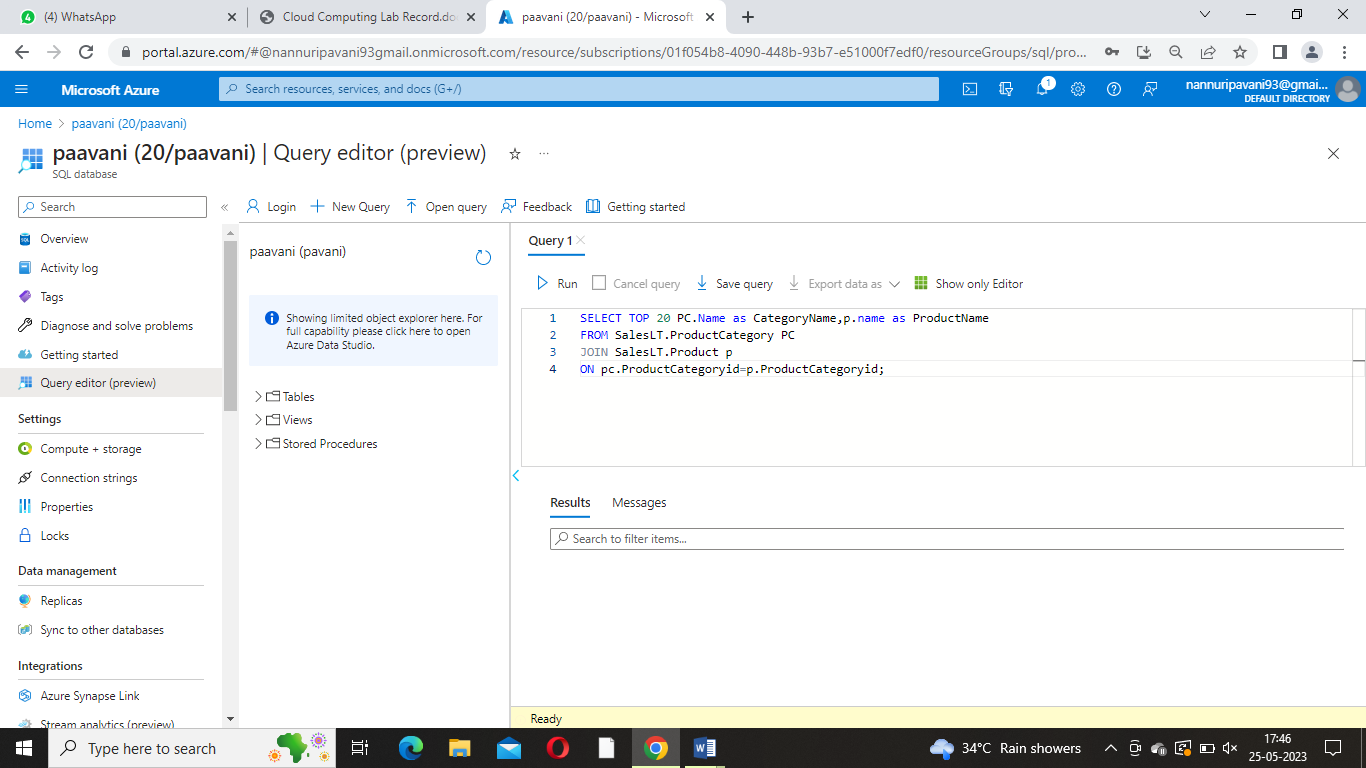 (4) WhatsApp
Cloud Computing Lab Record.do
paavani (20/paavani) - Microsoft
portal.azure.com/#@nannuripavani93gmail.onmicrosoft.com/resource/subscriptions/01f054b8-4090-448b-93b7-e51000f7edf0/resourceGroups/sql/pro...
Microsoft Azure
Search resources, services, and docs (G+/)
1
nannuripavani93@gmai...
DEFAULT DIRECTORY
Home > paavani (20/paavani)
paavani (20/paavani) | Query editor (preview)
...
SQL database
Search
«
Login
New Query
Open query
Feedback
Getting started
Overview
Activity log
Tags
Diagnose and solve problems
Getting started
Query editor (preview)
Settings
Compute + storage
Connection strings
Properties
Locks
Data management
Replicas
Sync to other databases
Integrations
Azure Synapse Link
Stream analytics (preview)
paavani (pavani)
Showing limited object explorer here. For
full capability please click here to open
Azure Data Studio.
Tables
Views
Stored Procedures
Query 1
Run
Cancel query
Save query
Export data as
Show only Editor
1 SELECT TOP 20 PC.Name as CategoryName,p.name as ProductName
2 FROM SalesLT.ProductCategory PC
3 JOIN SalesLT.Product p
4 ON pc.ProductCategoryid=p.ProductCategoryid;
Results
Messages
Search to filter items...
Ready
Type here to search
34°C Rain showers
17:46
25-05-2023